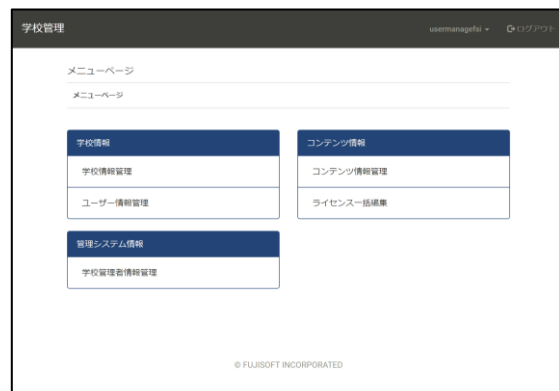 学校管理
usermanagefsi
ログアウト
メニューページ
メニューページ
学校情報
学校情報管理
ユーザー情報管理
コンテンツ情報
コンテンツ情報管理
ライセンス一括編集
管理システム情報
学校管理者情報管理
© FUJISOFT INCORPORATED